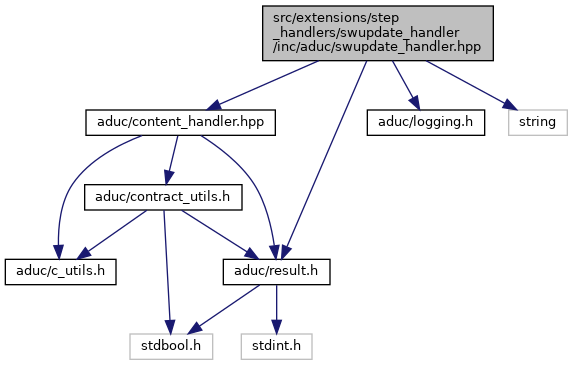 src/extensions/step
_handlers/swupdate_handler
/inc/aduc/swupdate_handler.hpp
aduc/content_handler.hpp
aduc/logging.h
string
aduc/contract_utils.h
aduc/c_utils.h
aduc/result.h
stdbool.h
stdint.h